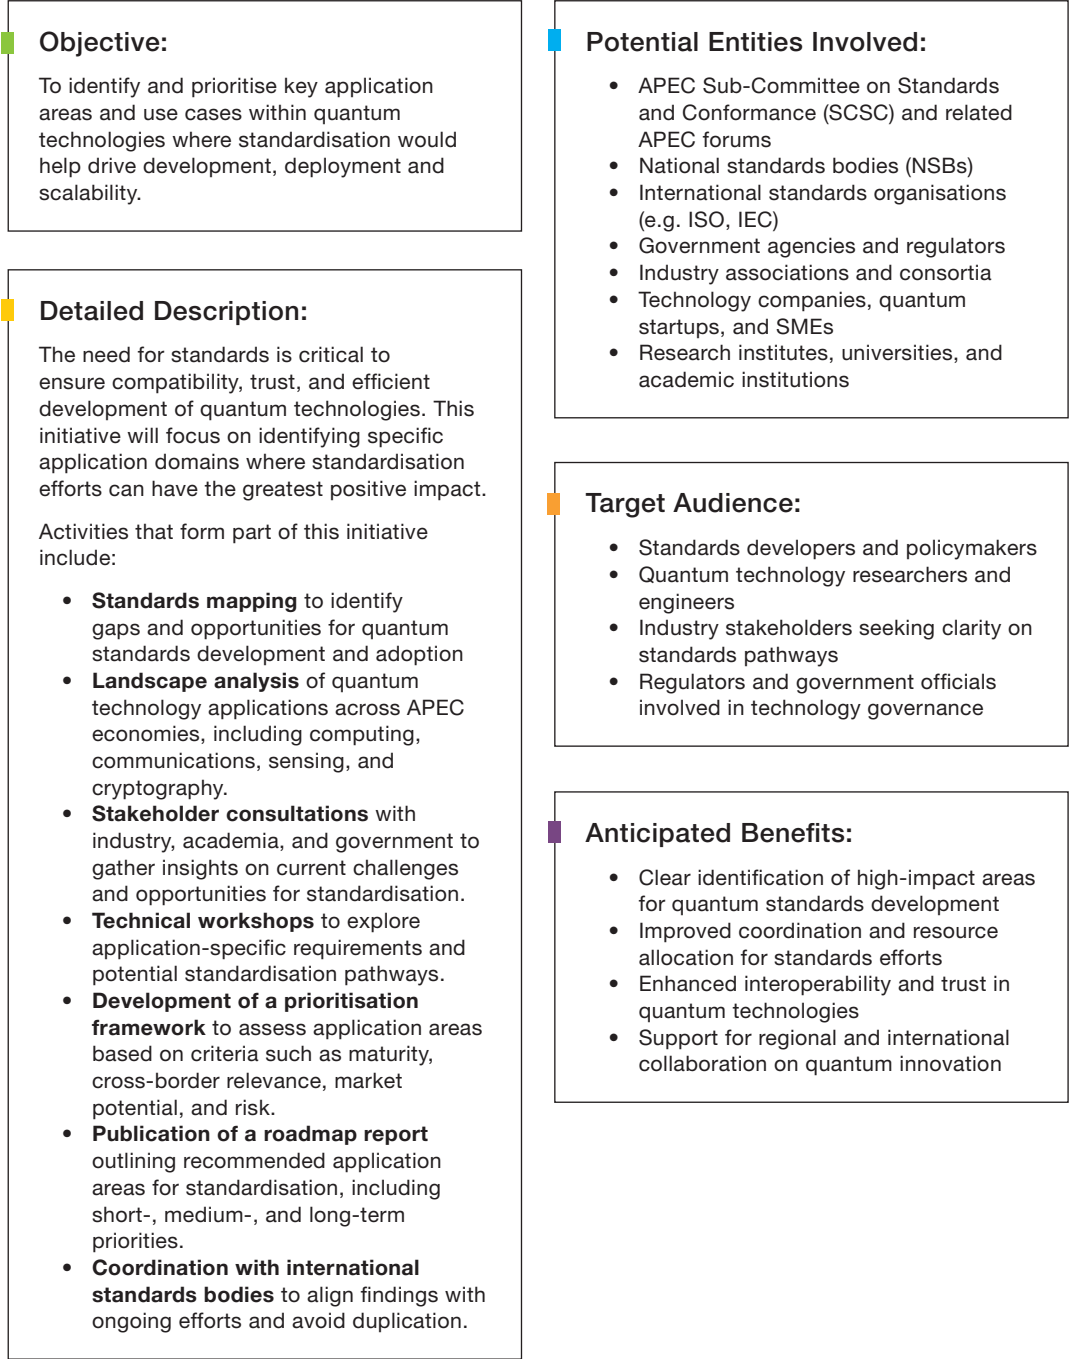 Objective:
To identify and prioritise key application
areas and use cases within quantum
technologies where standardisation would
help drive development, deployment and
scalability.
Detailed Description:
The need for standards is critical to
ensure compatibility, trust, and efficient
development of quantum technologies. This
initiative will focus on identifying specific
application domains where standardisation
efforts can have the greatest positive impact.
Activities that form part of this initiative
include:
• Standards mapping to identify
gaps and opportunities for quantum
standards development and adoption
• Landscape analysis of quantum
technology applications across APEC
economies, including computing,
communications, sensing, and
cryptography.
• Stakeholder consultations with
industry, academia, and government to
gather insights on current challenges
and opportunities for standardisation.
• Technical workshops to explore
application-specific requirements and
potential standardisation pathways.
• Development of a prioritisation
framework to assess application areas
based on criteria such as maturity,
cross-border relevance, market
potential, and risk.
• Publication of a roadmap report
outlining recommended application
areas for standardisation, including
short-, medium-, and long-term
priorities.
• Coordination with international
standards bodies to align findings with
ongoing efforts and avoid duplication.
Potential Entities Involved:
• APEC Sub-Committee on Standards
and Conformance (SCSC) and related
APEC forums
• National standards bodies (NSBs)
• International standards organisations
(e.g. ISO, IEC)
• Government agencies and regulators
• Industry associations and consortia
• Technology companies, quantum
startups, and SMEs
• Research institutes, universities, and
academic institutions
Target Audience:
• Standards developers and policymakers
• Quantum technology researchers and
engineers
• Industry stakeholders seeking clarity on
standards pathways
• Regulators and government officials
involved in technology governance
Anticipated Benefits:
• Clear identification of high-impact areas
for quantum standards development
• Improved coordination and resource
allocation for standards efforts
• Enhanced interoperability and trust in
quantum technologies
• Support for regional and international
collaboration on quantum innovation